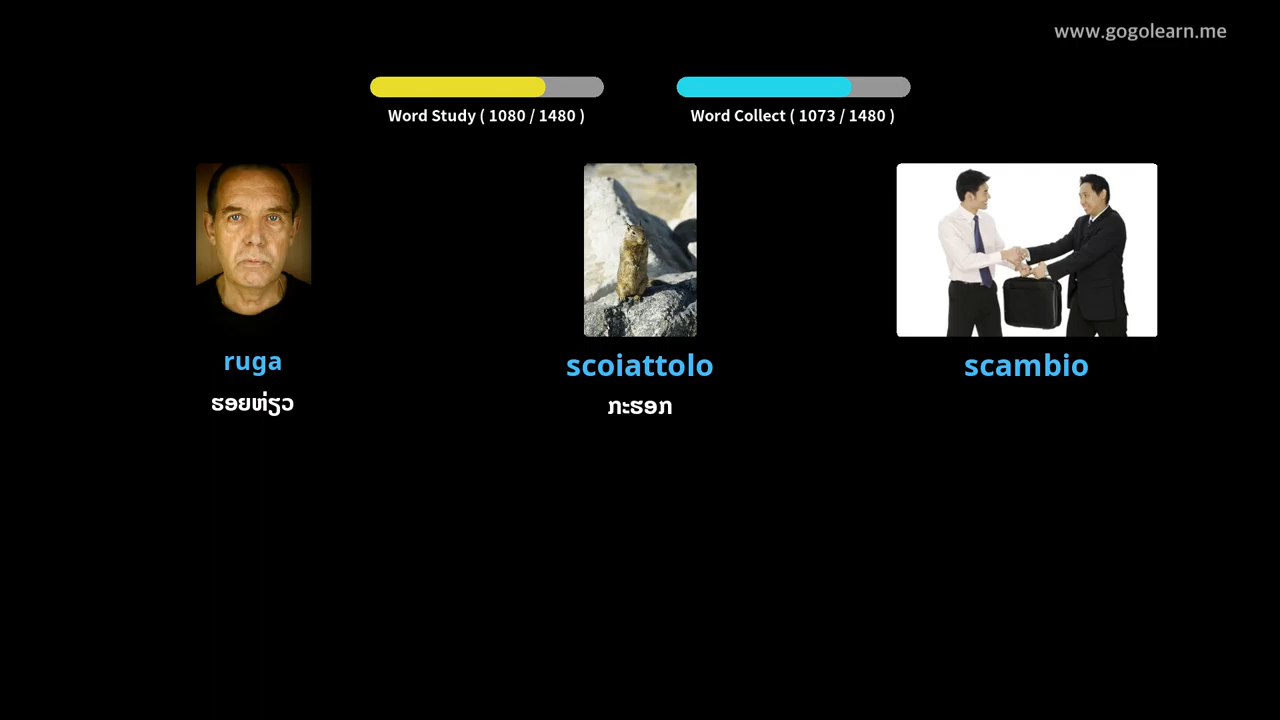 www.gogolearn.me
Word Study ( 1080 / 1480 )
Word Collect ( 1073 / 1480 )
ruga
ຮອຍຫ່ຽວ
scoiattolo
ກະຮອກ
scambio